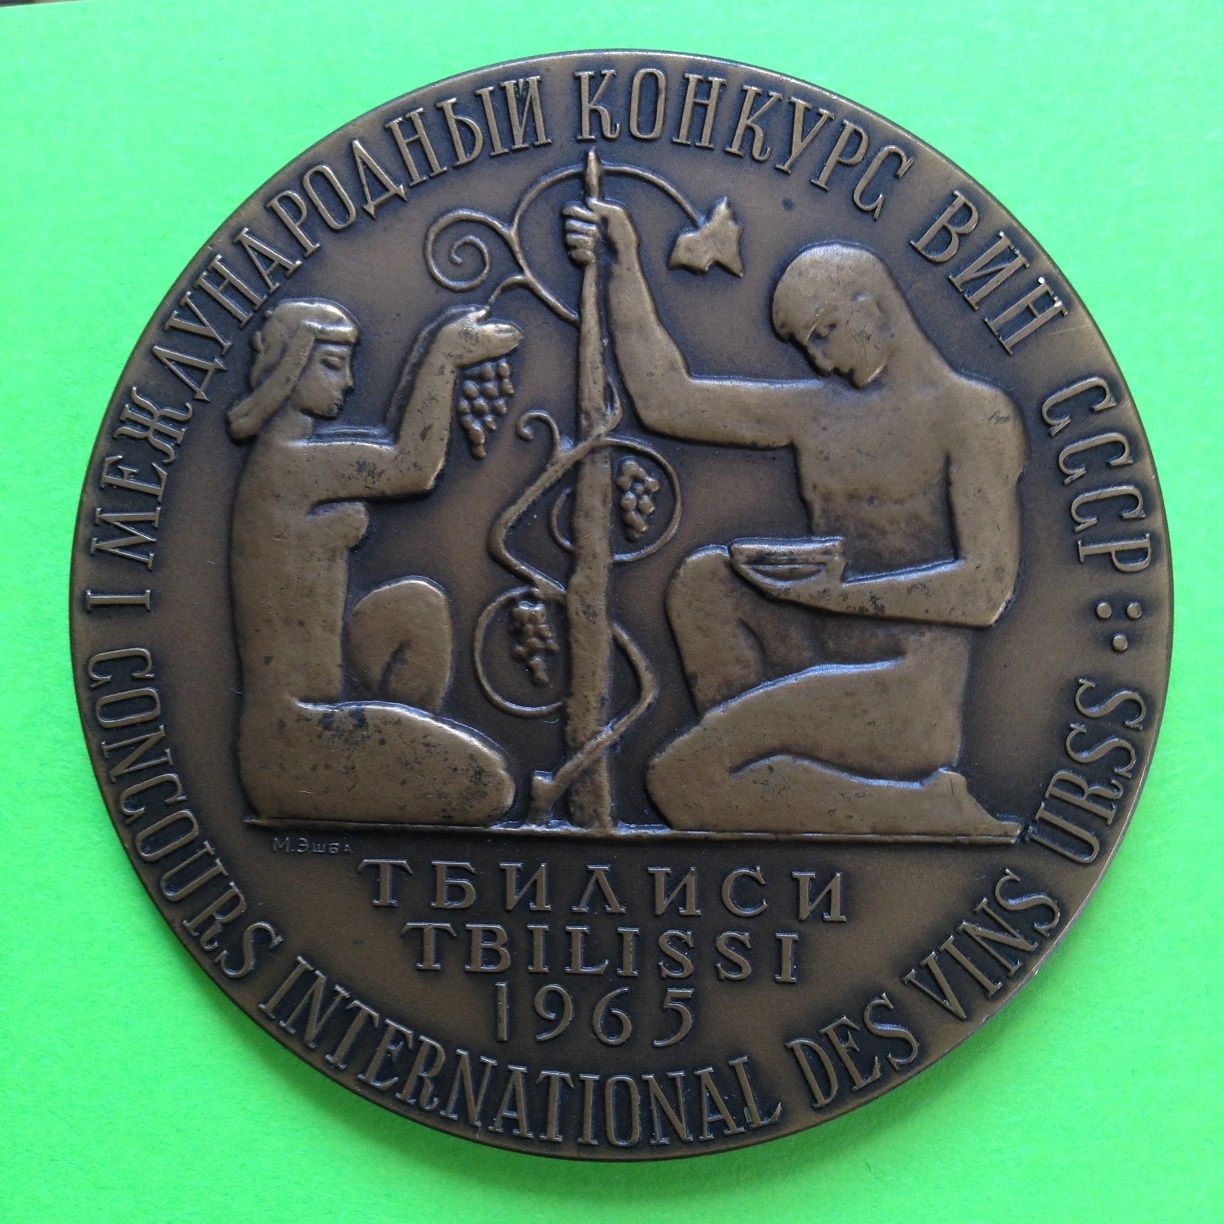 I МЕЖДУНАРОДНЫЙ КОНКУРС ВИН СССР
CONCOURS INTERNATIONAL DES VINS URSS
М.Эшба
ТБИЛИСИ
TBILISSI
1965